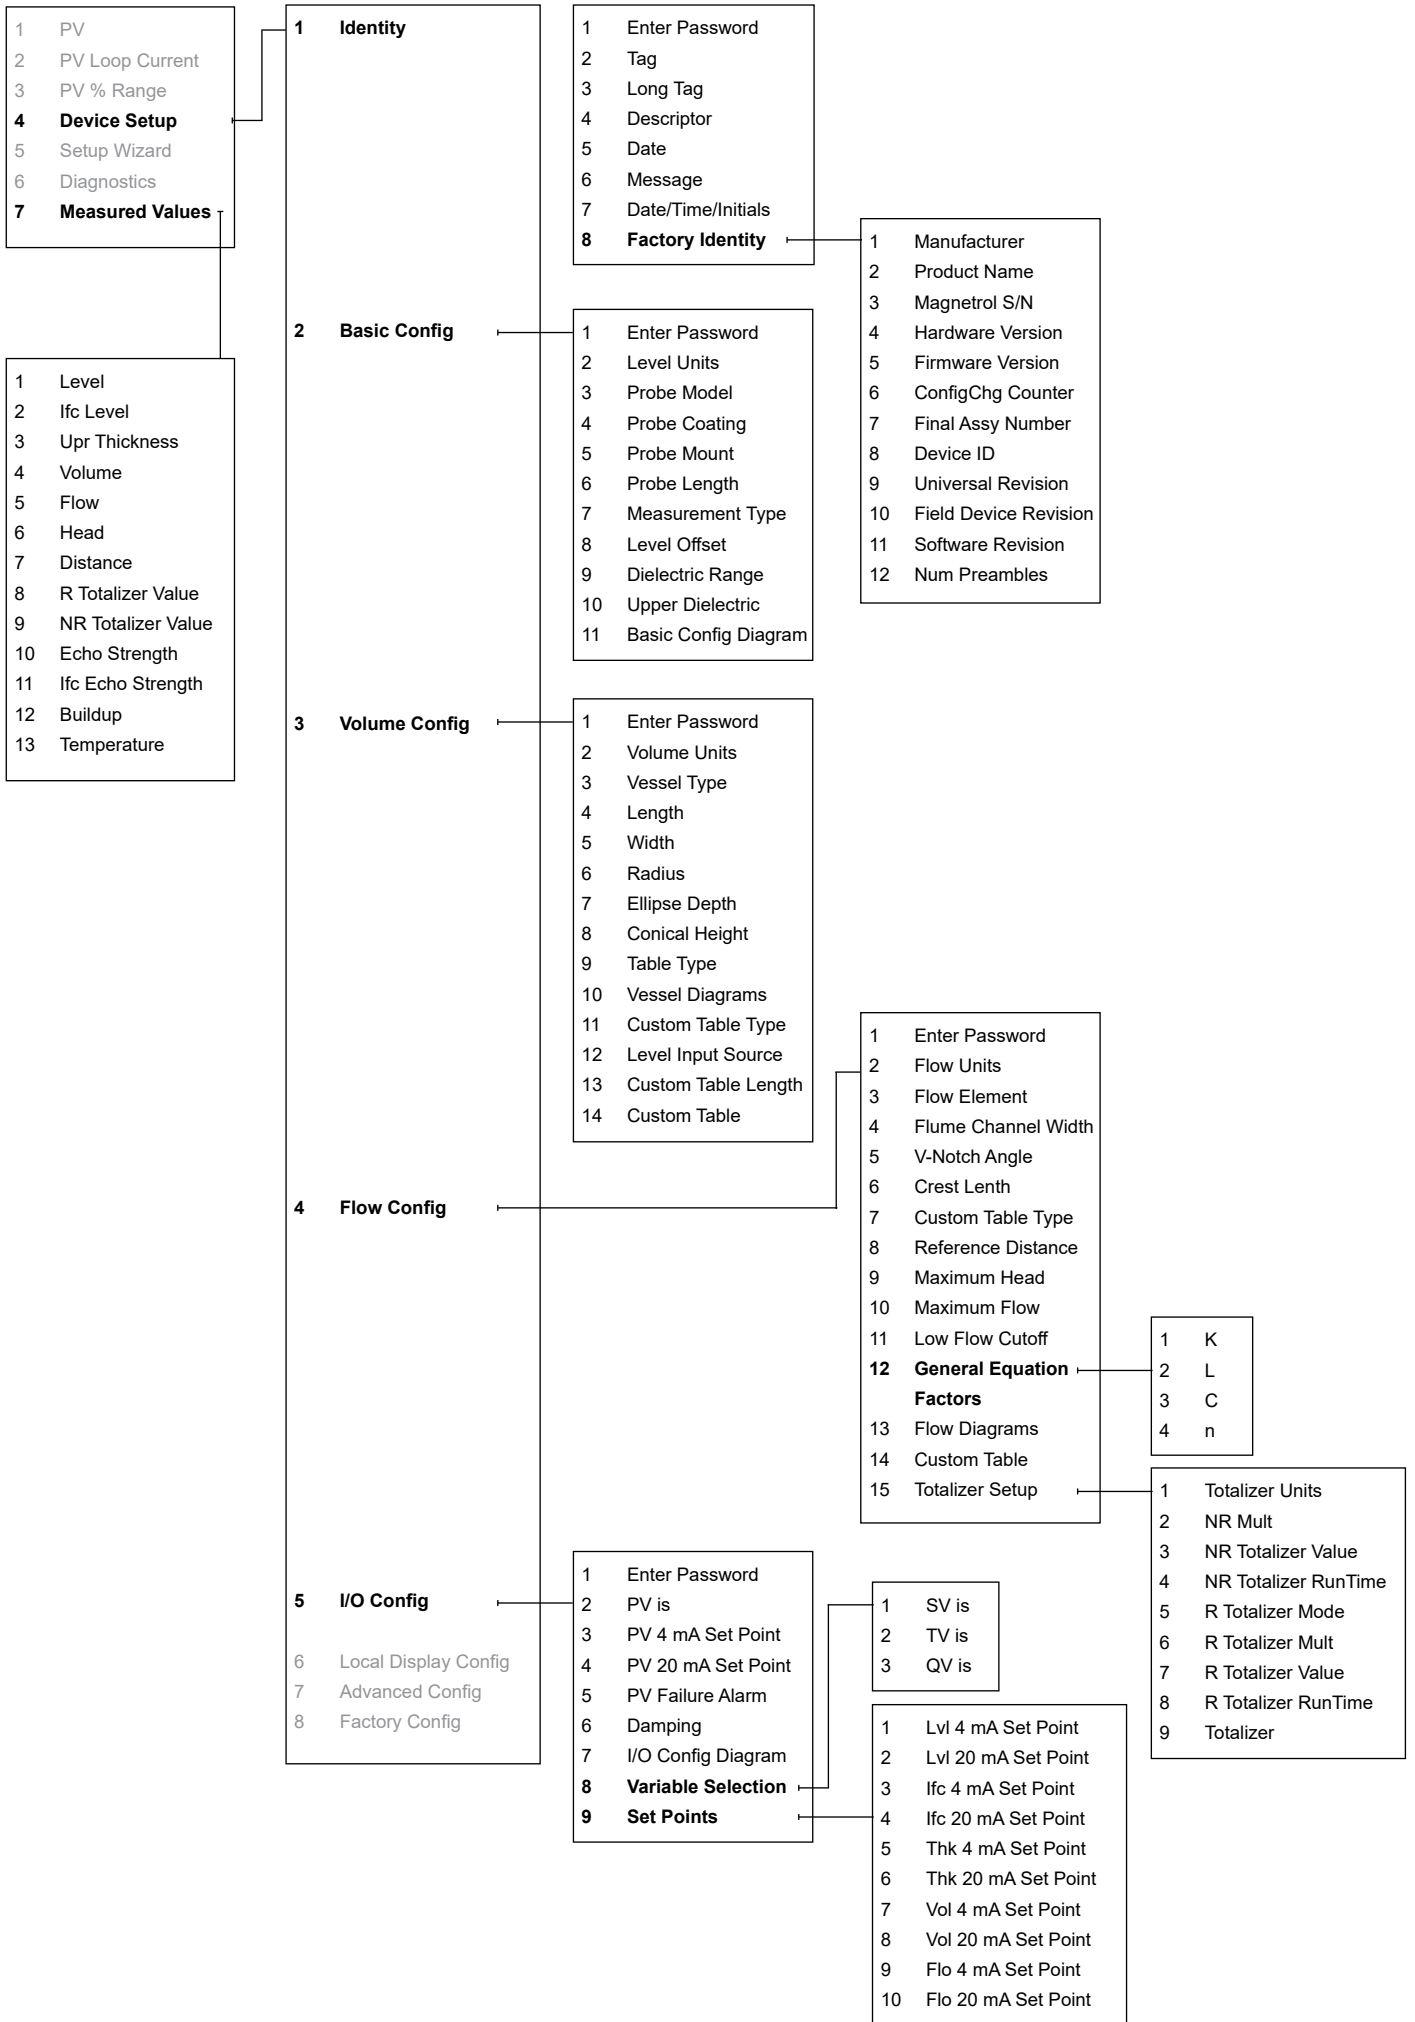 1 PV
2 PV Loop Current
3 PV % Range
4 Device Setup
5 Setup Wizard
6 Diagnostics
7 Measured Values
1 Level
2 Ifc Level
3 Upr Thickness
4 Volume
5 Flow
6 Head
7 Distance
8 R Totalizer Value
9 NR Totalizer Value
10 Echo Strength
11 Ifc Echo Strength
12 Buildup
13 Temperature
1 Identity
2 Basic Config
3 Volume Config
4 Flow Config
5 I/O Config
6 Local Display Config
7 Advanced Config
8 Factory Config
1 Enter Password
2 Tag
3 Long Tag
4 Descriptor
5 Date
6 Message
7 Date/Time/Initials
8 Factory Identity
1 Manufacturer
2 Product Name
3 Magnetrol S/N
4 Hardware Version
5 Firmware Version
6 ConfigChg Counter
7 Final Assy Number
8 Device ID
9 Universal Revision
10 Field Device Revision
11 Software Revision
12 Num Preambles
1 Enter Password
2 Level Units
3 Probe Model
4 Probe Coating
5 Probe Mount
6 Probe Length
7 Measurement Type
8 Level Offset
9 Dielectric Range
10 Upper Dielectric
11 Basic Config Diagram
1 Enter Password
2 Volume Units
3 Vessel Type
4 Length
5 Width
6 Radius
7 Ellipse Depth
8 Conical Height
9 Table Type
10 Vessel Diagrams
11 Custom Table Type
12 Level Input Source
13 Custom Table Length
14 Custom Table
1 Enter Password
2 Flow Units
3 Flow Element
4 Flume Channel Width
5 V-Notch Angle
6 Crest Lenth
7 Custom Table Type
8 Reference Distance
9 Maximum Head
10 Maximum Flow
11 Low Flow Cutoff
12 General Equation
Factors
13 Flow Diagrams
14 Custom Table
15 Totalizer Setup
1 K
2 L
3 C
4 n
1 Totalizer Units
2 NR Mult
3 NR Totalizer Value
4 NR Totalizer RunTime
5 R Totalizer Mode
6 R Totalizer Mult
7 R Totalizer Value
8 R Totalizer RunTime
9 Totalizer
1 Enter Password
2 PV is
3 PV 4 mA Set Point
4 PV 20 mA Set Point
5 PV Failure Alarm
6 Damping
7 I/O Config Diagram
8 Variable Selection
9 Set Points
1 SV is
2 TV is
3 QV is
1 Lvl 4 mA Set Point
2 Lvl 20 mA Set Point
3 Ifc 4 mA Set Point
4 Ifc 20 mA Set Point
5 Thk 4 mA Set Point
6 Thk 20 mA Set Point
7 Vol 4 mA Set Point
8 Vol 20 mA Set Point
9 Flo 4 mA Set Point
10 Flo 20 mA Set Point